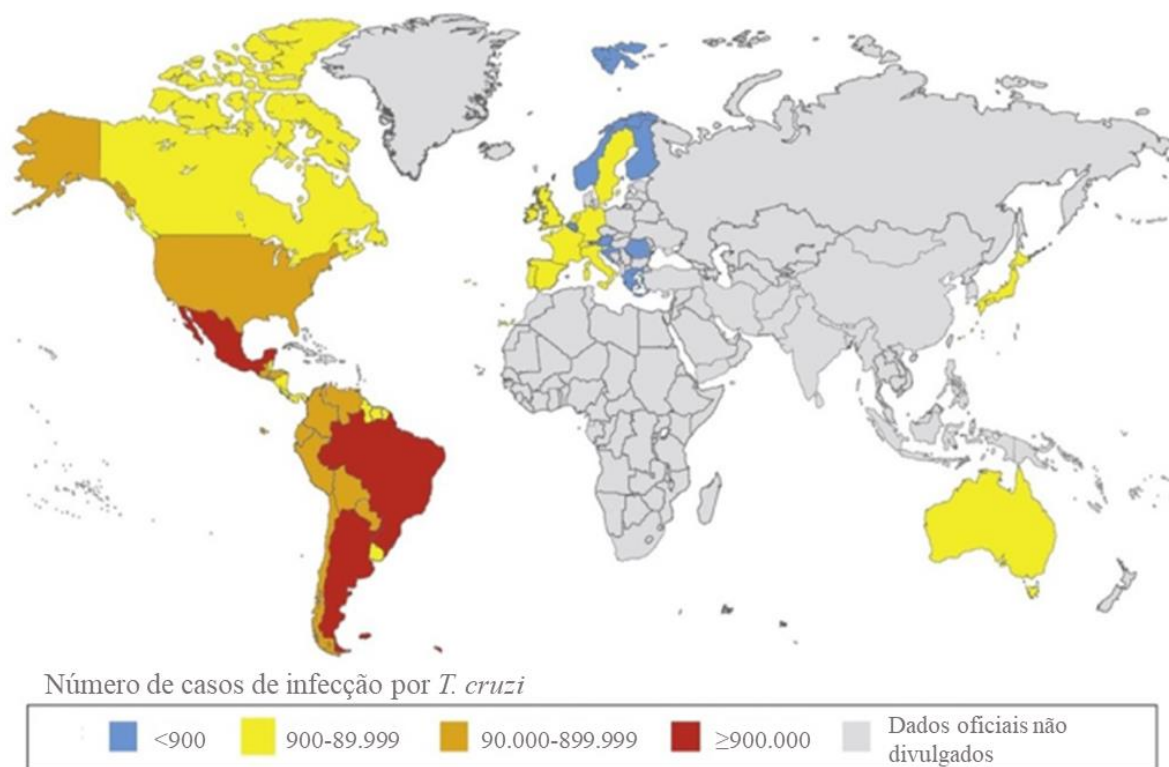 Número de casos de infecção por T. cruzi
<900
900-89.999
90.000-899.999
≥900.000
Dados oficiais não
divulgados